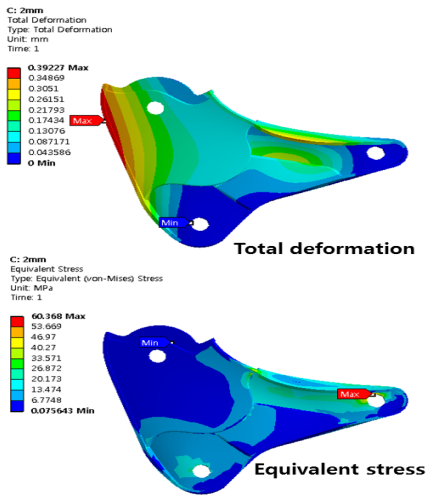 C: 2mm
Total Deformation
Type: Total Deformation
Unit: mm
Time: 1
0.39227 Max
0.34869
0.3051
0.26151
0.21793
0.17434
0.13076
0.087171
0.043586
0 Min
Max
Min
Total deformation
C: 2mm
Equivalent Stress
Type: Equivalent (von-Mises) Stress
Unit: MPa
Time: 1
60.368 Max
53.669
46.97
40.27
33.571
26.872
20.173
13.474
6.7748
0.075643 Min
Min
Max
Equivalent stress